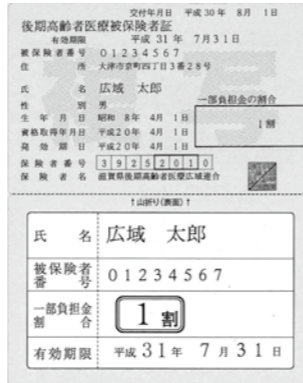 交付年月日 平成 30年 8月 1日
後期高齢者医療被保険者証
有効期限 平成 31年 7月31日
被保険者番号 01234567
住所 大津市京町四丁目3番28号
氏名 広域 太郎
性別 男
一部負担金の割合
生年月日 昭和 8年 4月 1日
1割
資格取得年月日 平成20年 4月 1日
発効期日 平成20年 4月 1日
保険者番号 39252010
保険者名 滋賀県後期高齢者医療広域連合
↑山折り(裏面)↑
氏名 広域 太郎
被保険者番号 01234567
一部負担金割合 1割
有効期限 平成31年 7月31日